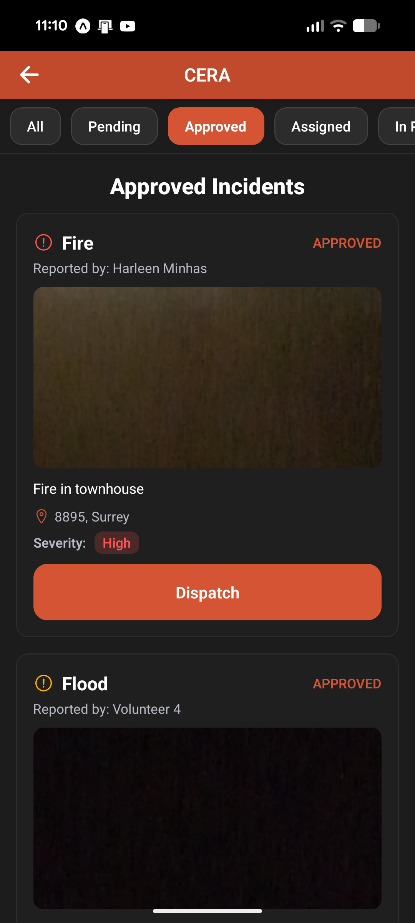 11:10
CERA
All
Pending
Approved
Assigned
In P
Approved Incidents
Fire
APPROVED
Reported by: Harleen Minhas
Fire in townhouse
8895, Surrey
Severity: High
Dispatch
Flood
APPROVED
Reported by: Volunteer 4